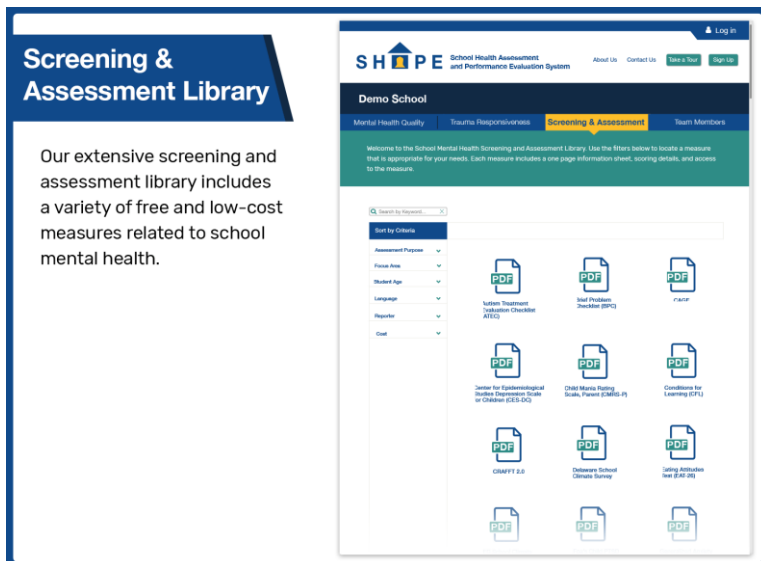 Screening &
Assessment Library
Our extensive screening and
assessment library includes
a variety of free and low-cost
measures related to school
mental health.
Log in
SHAPE
School Health Assessment
and Performance Evaluation System
About Us
Contact Us
Take a Tour
Sign Up
Demo School
Mental Health Quality
Trauma Responsiveness
Screening & Assessment
Team Members
Welcome to the School Mental Health Screening and Assessment Library. Use the filters below to locate a measure
that is appropriate for your needs. Each measure includes a one page information sheet, scoring details, and access
to the measure.
Search by Keyword...
Sort by Criteria
Assessment Purpose
Focus Area
Student Age
Language
Reporter
Cost
PDF
PDF
PDF
Autism Treatment
Evaluation Checklist
ATEC)
Brief Problem
Checklist (BPC)
CAGE
PDF
PDF
PDF
Center for Epidemiological
Studies Depression Scale
for Children (CES-DC)
Child Mania Rating
Scale, Parent (CMRS-P)
Conditions for
Learning (CFL)
PDF
PDF
PDF
CRAFFT 2.0
Delaware School
Climate Survey
Eating Attitudes
Test (EAT-26)
PDF
PDF
PDF